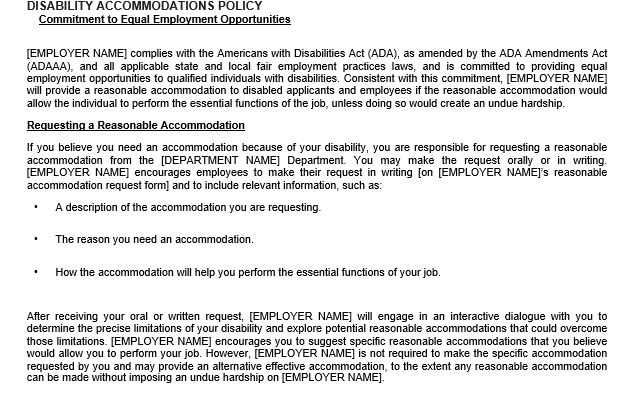 DISABILITY ACCOMMODATIONS POLICY
Commitment to Equal Employment Opportunities
[EMPLOYER NAME] complies with the Americans with Disabilities Act (ADA), as amended by the ADA Amendments Act
(ADAAA), and all applicable state and local fair employment practices laws, and is committed to providing equal
employment opportunities to qualified individuals with disabilities. Consistent with this commitment, [EMPLOYER NAME]
will provide a reasonable accommodation to disabled applicants and employees if the reasonable accommodation would
allow the individual to perform the essential functions of the job, unless doing so would create an undue hardship.
Requesting a Reasonable Accommodation
If you believe you need an accommodation because of your disability, you are responsible for requesting a reasonable
accommodation from the [DEPARTMENT NAME] Department. You may make the request orally or in writing.
[EMPLOYER NAME] encourages employees to make their request in writing [on [EMPLOYER NAME]'s reasonable
accommodation request form] and to include relevant information, such as:
• A description of the accommodation you are requesting.
• The reason you need an accommodation.
• How the accommodation will help you perform the essential functions of your job.
After receiving your oral or written request, [EMPLOYER NAME] will engage in an interactive dialogue with you to
determine the precise limitations of your disability and explore potential reasonable accommodations that could overcome
those limitations. [EMPLOYER NAME] encourages you to suggest specific reasonable accommodations that you believe
would allow you to perform your job. However, [EMPLOYER NAME] is not required to make the specific accommodation
requested by you and may provide an alternative effective accommodation, to the extent any reasonable accommodation
can be made without imposing an undue hardship on [EMPLOYER NAME].